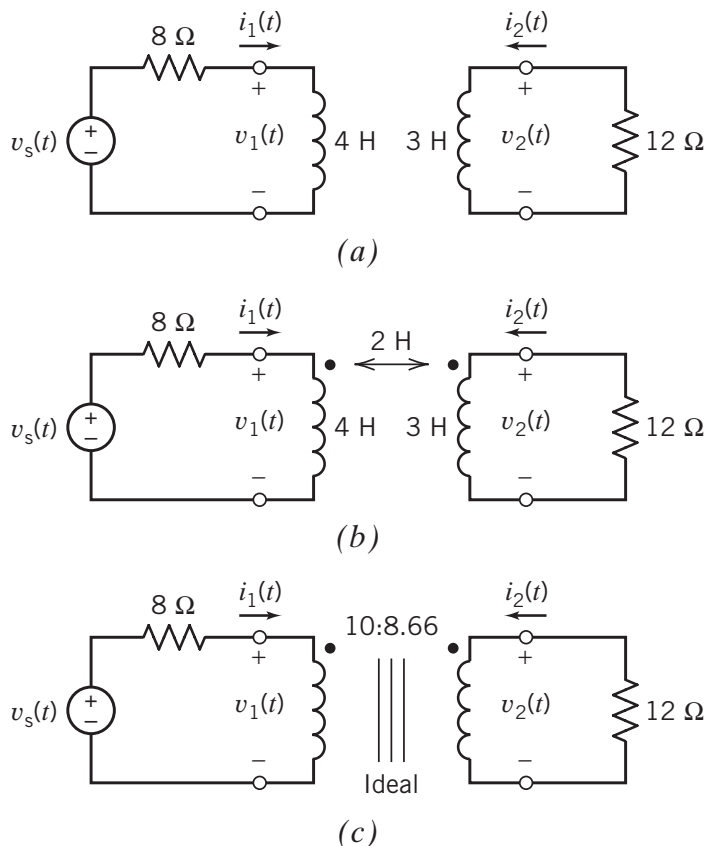 8 Ω i₁(t) i₂(t)
+ +
vₛ(t) + − v₁(t) 4 H 3 H v₂(t) 12 Ω
− −
(a)
8 Ω i₁(t) 2 H i₂(t)
+ +
vₛ(t) + − v₁(t) 4 H 3 H v₂(t) 12 Ω
− −
(b)
8 Ω i₁(t) 10:8.66 i₂(t)
+ +
vₛ(t) + − v₁(t) v₂(t) 12 Ω
− −
Ideal
(c)